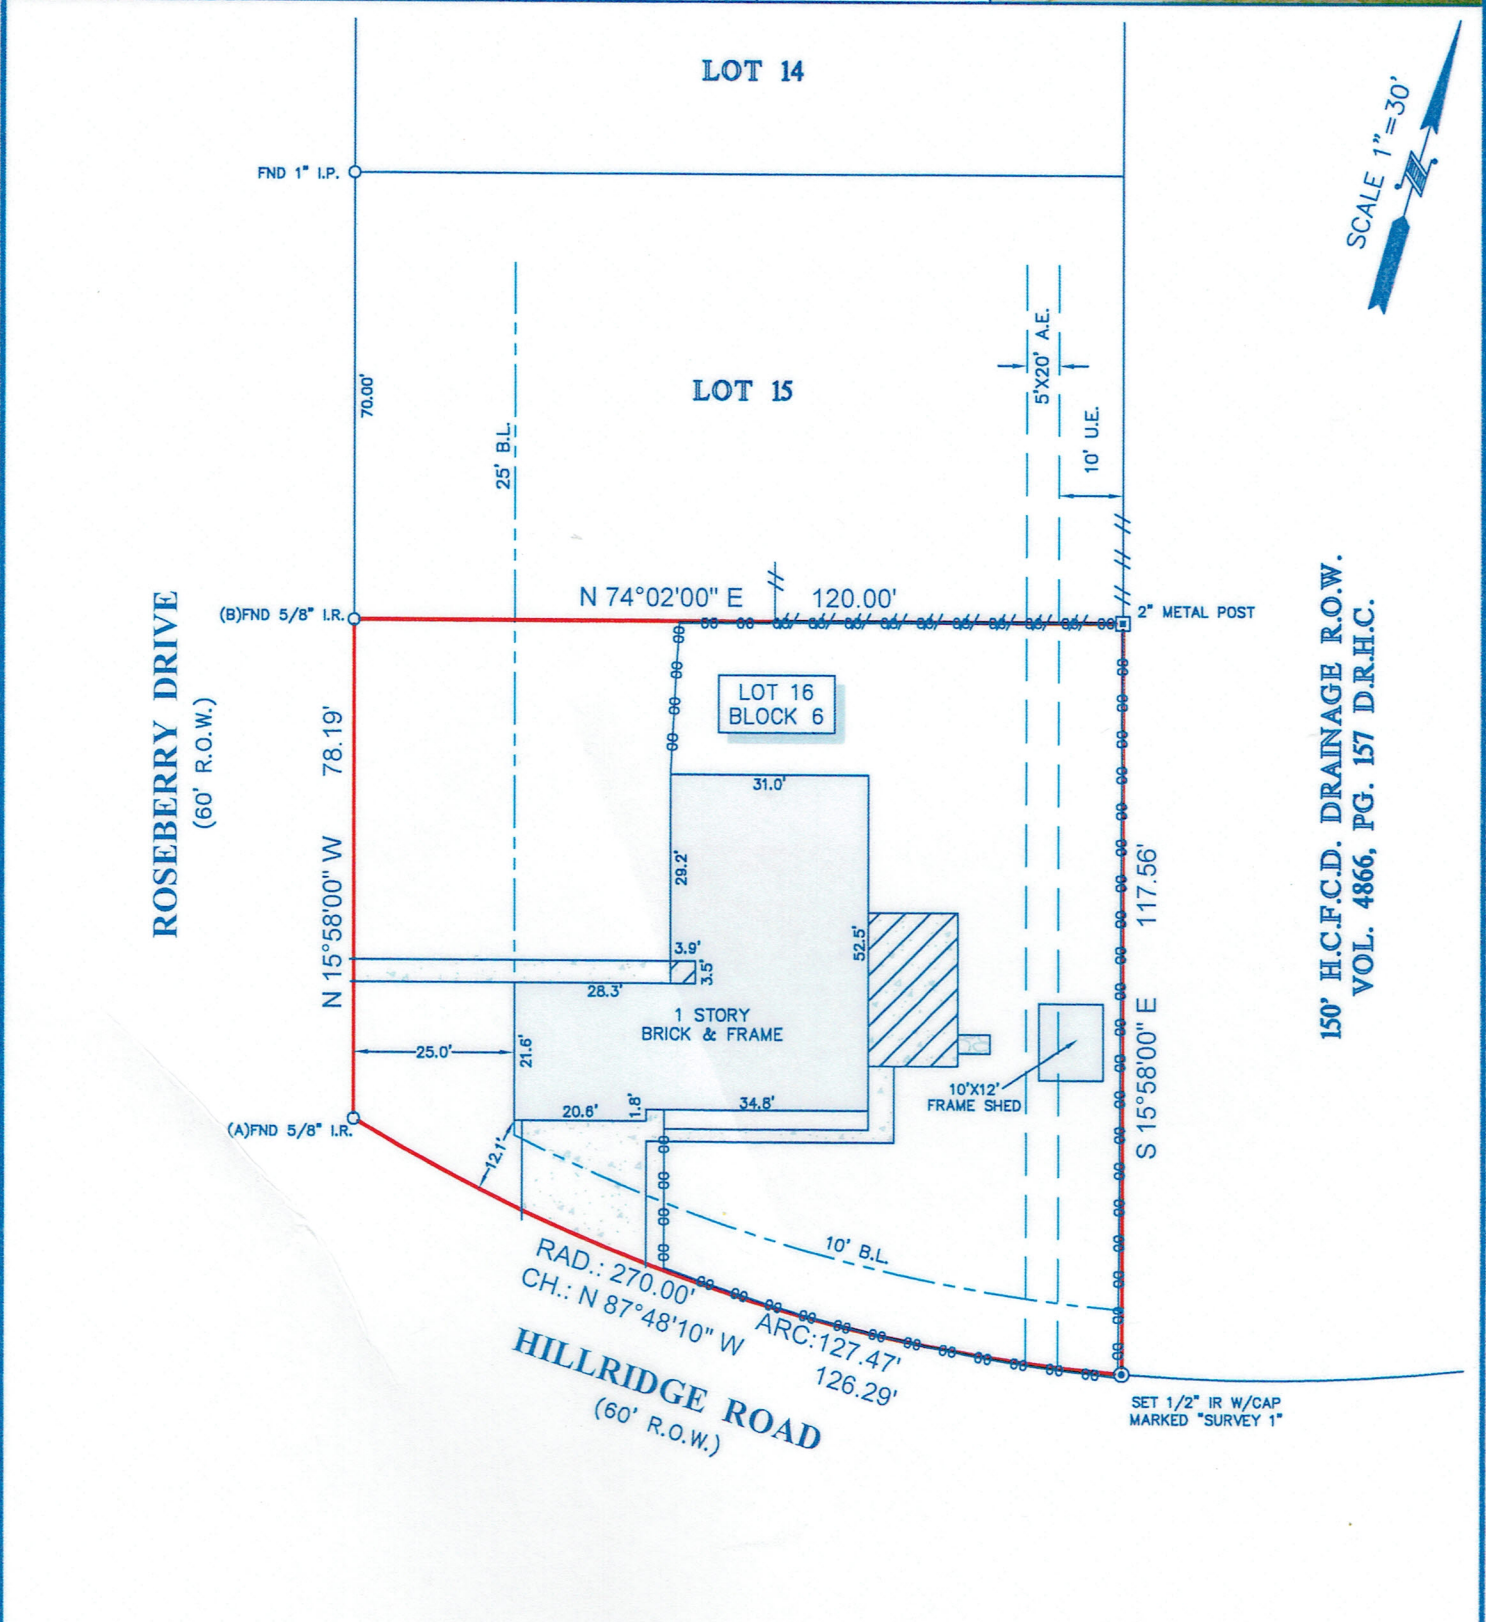 LOT 14
SCALE 1"=30'
FND 1" I.P.
70.00'
25' B.L.
LOT 15
5'X20' A.E.
10' U.E.
N 74°02'00" E 120.00'
(B)FND 5/8" I.R.
2" METAL POST
ROSEBERRY DRIVE
(60' R.O.W.)
N 15°58'00" W 78.19'
LOT 16
BLOCK 6
150' H.C.F.C.D. DRAINAGE R.O.W.
VOL. 4866, PG. 157 D.R.H.C.
31.0'
29.2'
52.5'
3.9'
3.5'
28.3'
1 STORY
BRICK & FRAME
25.0'
21.6'
20.6'
1.8'
34.8'
10'X12'
FRAME SHED
S 15°58'00" E 117.56'
(A)FND 5/8" I.R.
12.1'
10' B.L.
RAD.: 270.00' ARC:127.47'
CH.: N 87°48'10" W 126.29'
HILLRIDGE ROAD
(60' R.O.W.)
SET 1/2" IR W/CAP
MARKED "SURVEY 1"